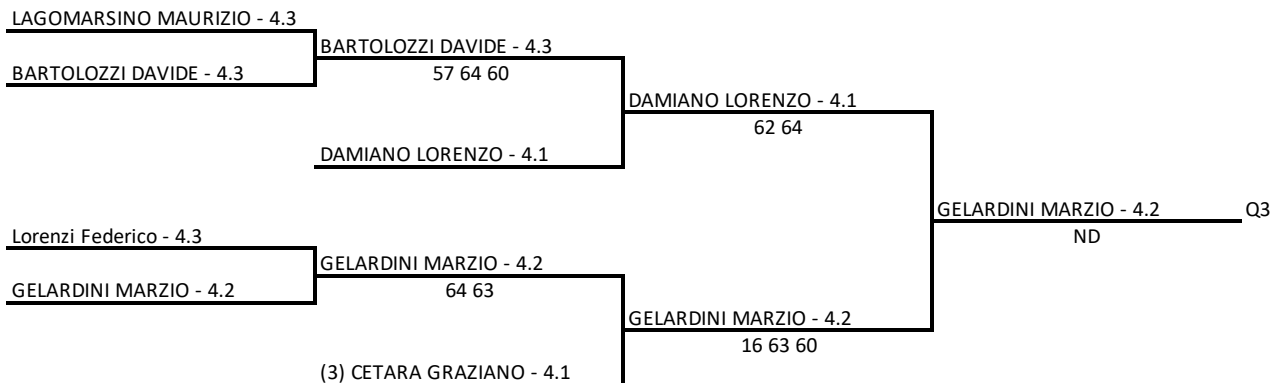 LAGOMARSINO MAURIZIO - 4.3
BARTOLOZZI DAVIDE - 4.3
BARTOLOZZI DAVIDE - 4.3
57 64 60
DAMIANO LORENZO - 4.1
62 64
DAMIANO LORENZO - 4.1
GELARDINI MARZIO - 4.2 Q3
ND
Lorenzi Federico - 4.3
GELARDINI MARZIO - 4.2
GELARDINI MARZIO - 4.2
64 63
GELARDINI MARZIO - 4.2
16 63 60
(3) CETARA GRAZIANO - 4.1